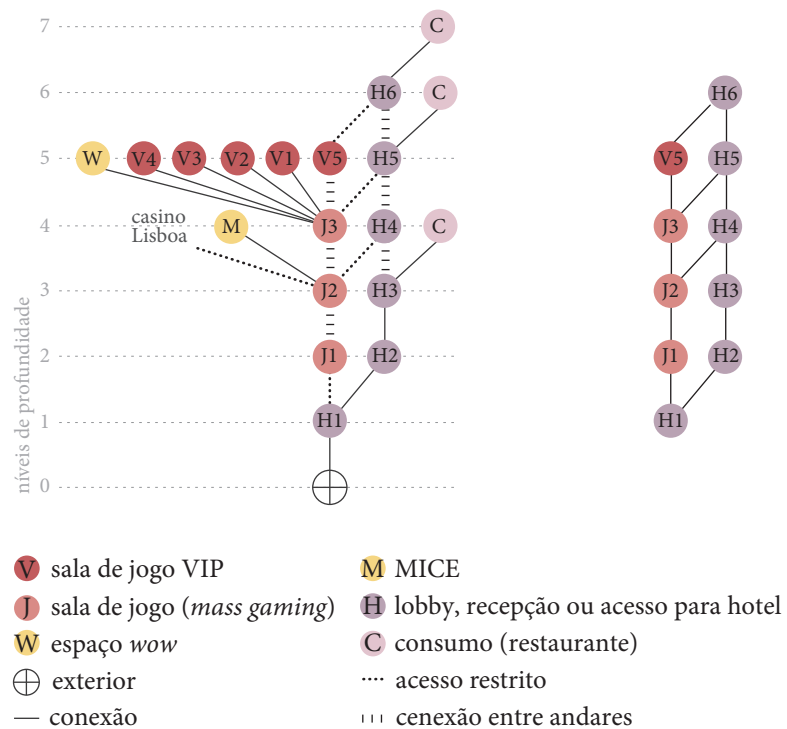 7 C
6 H6 C H6
5 W V4 V3 V2 V1 V5 H5 V5 H5
casino
Lisboa
4 M J3 H4 C J3 H4
3 J2 H3 J2 H3
2 J1 H2 J1 H2
1 H1 H1
0
níveis de profundidade
V sala de jogo VIP
J sala de jogo (mass gaming)
W espaço wow
exterior
conexão
M MICE
H lobby, recepção ou acesso para hotel
C consumo (restaurante)
acesso restrito
cenexão entre andares